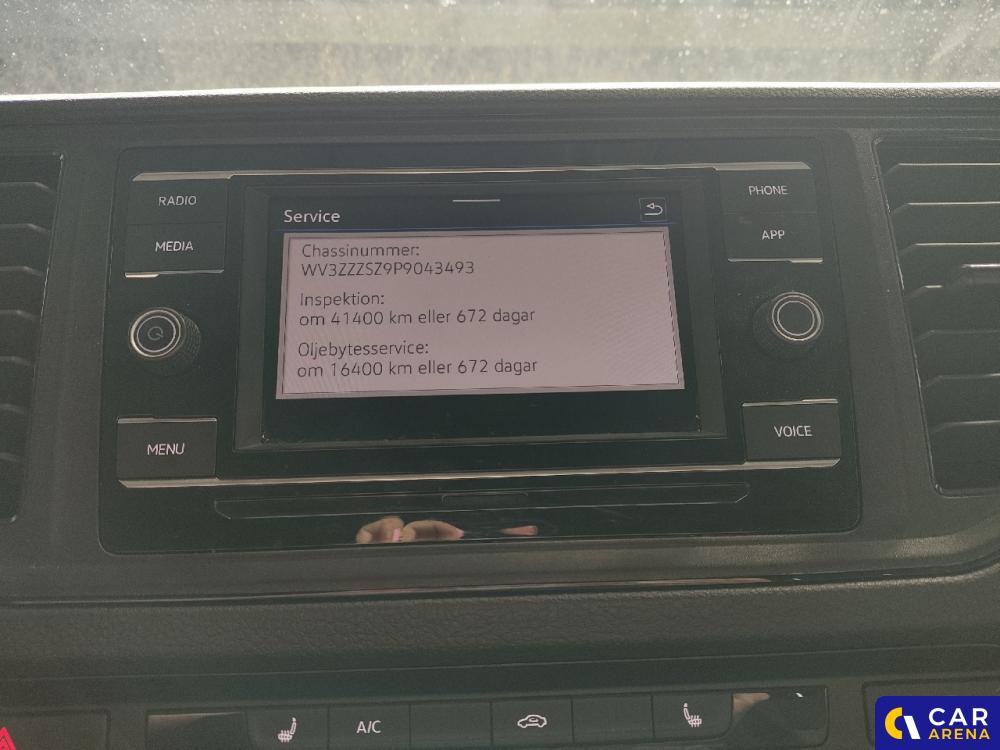 RADIO
MEDIA
MENU
Service
Chassinummer:
WV3ZZZSZ9P9043493
Inspektion:
om 41400 km eller 672 dagar
Oljebytesservice:
om 16400 km eller 672 dagar
PHONE
APP
VOICE
A/C
CAR
ARENA